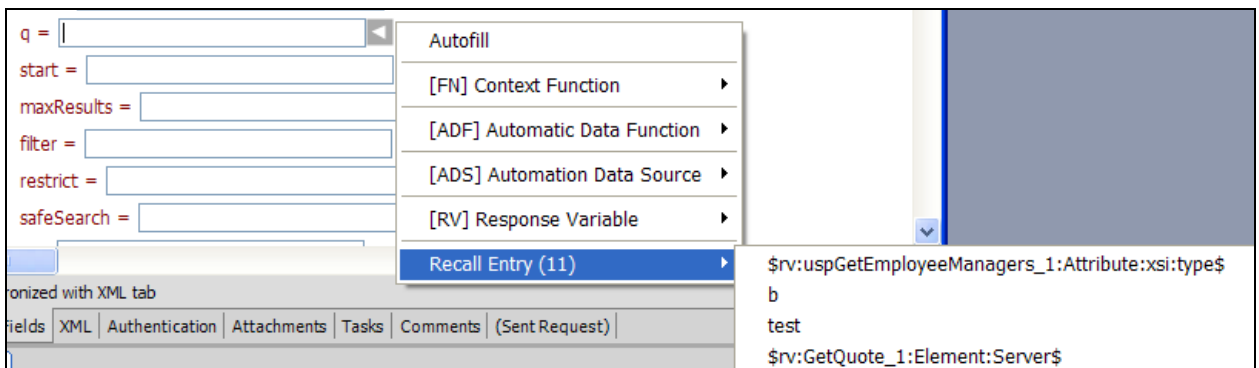 q =
start =
maxResults =
filter =
restrict =
safeSearch =
Autofill
[FN] Context Function
[ADF] Automatic Data Function
[ADS] Automation Data Source
[RV] Response Variable
Recall Entry (11)
$rv:uspGetEmployeeManagers_1:Attribute:xsi:type$
b
test
$rv:GetQuote_1:Element:Server$
ronized with XML tab
ields XML Authentication Attachments Tasks Comments (Sent Request)